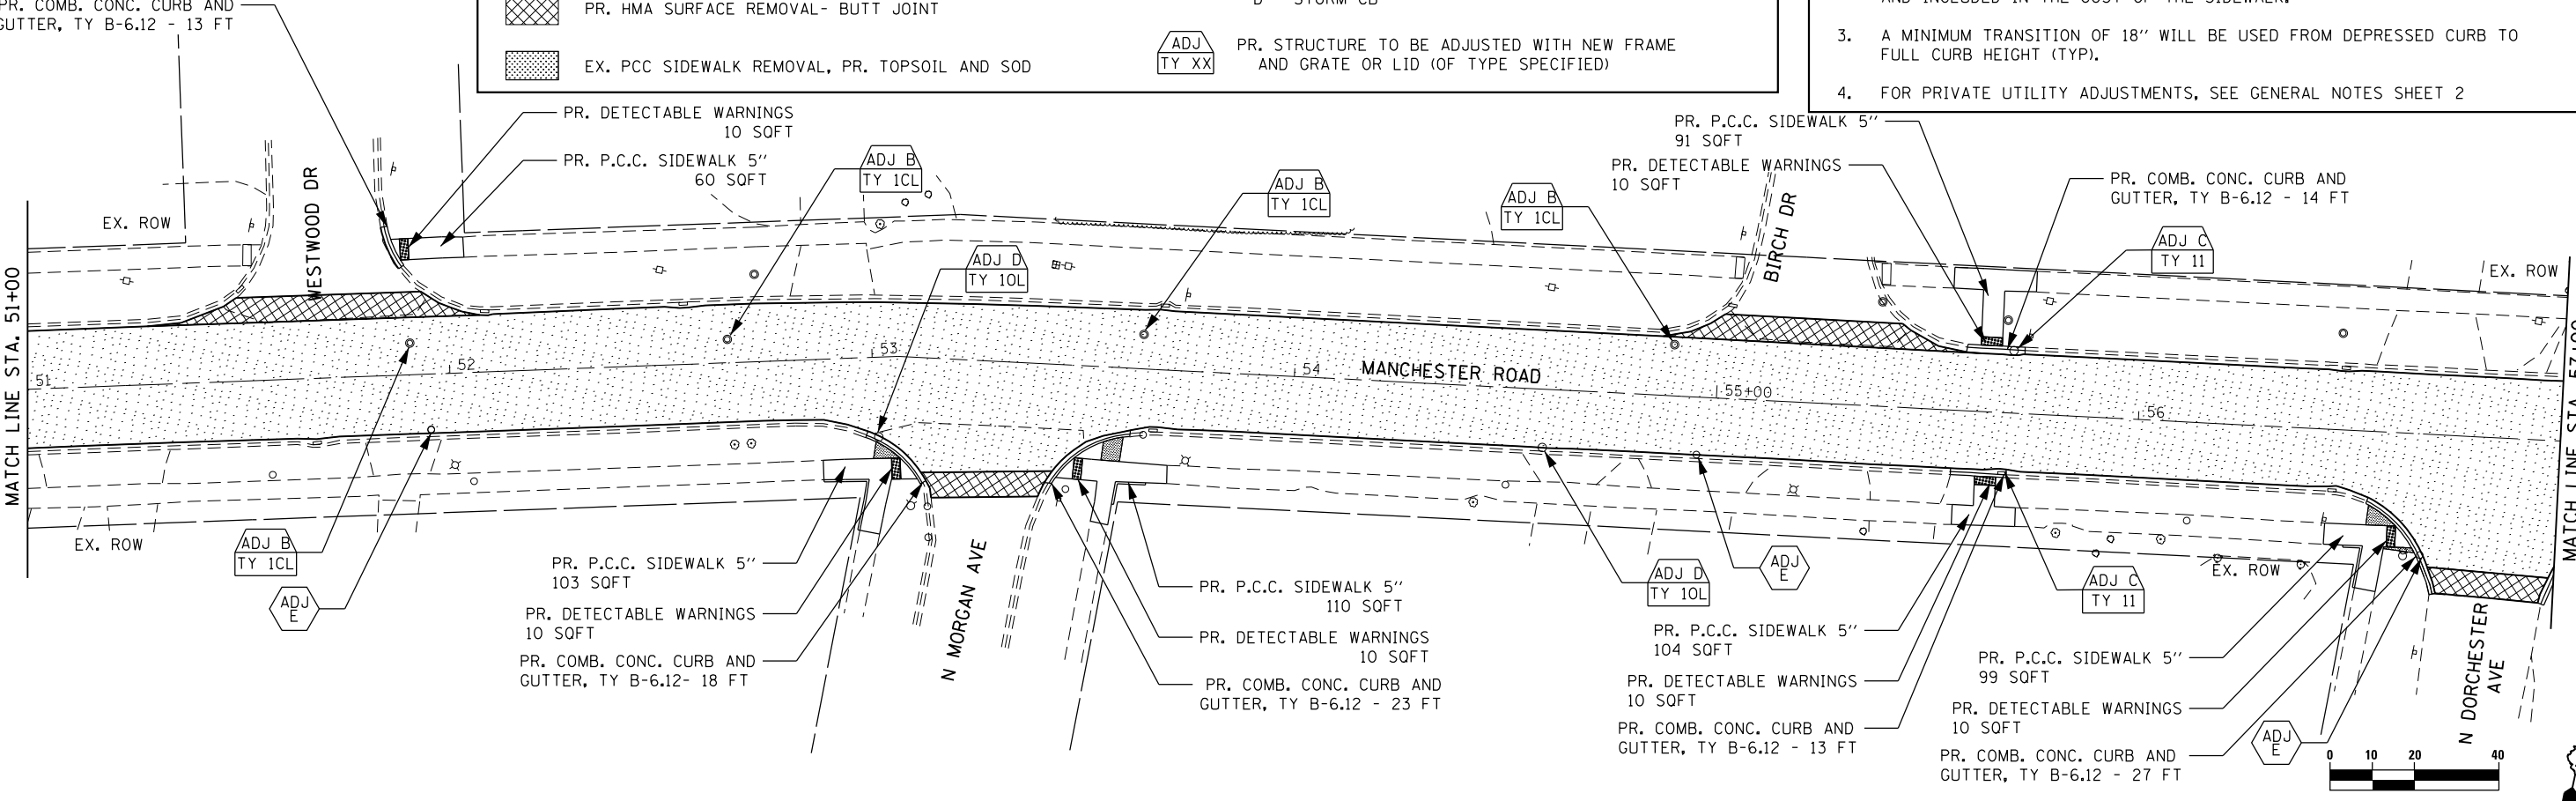 PR. COMB. CONC. CURB AND
GUTTER, TY B-6.12 - 13 FT
PR. HMA SURFACE REMOVAL- BUTT JOINT
EX. PCC SIDEWALK REMOVAL, PR. TOPSOIL AND SOD
ADJ
TY XX
PR. STRUCTURE TO BE ADJUSTED WITH NEW FRAME
AND GRATE OR LID (OF TYPE SPECIFIED)
3. A MINIMUM TRANSITION OF 18" WILL BE USED FROM DEPRESSED CURB TO
FULL CURB HEIGHT (TYP).
4. FOR PRIVATE UTILITY ADJUSTMENTS, SEE GENERAL NOTES SHEET 2
PR. DETECTABLE WARNINGS
10 SQFT
PR. P.C.C. SIDEWALK 5"
60 SQFT
ADJ B
TY 1CL
ADJ D
TY 10L
ADJ B
TY 1CL
ADJ B
TY 1CL
PR. P.C.C. SIDEWALK 5"
91 SQFT
PR. DETECTABLE WARNINGS
10 SQFT
PR. COMB. CONC. CURB AND
GUTTER, TY B-6.12 - 14 FT
ADJ C
TY 11
EX. ROW
WESTWOOD DR
BIRCH DR
EX. ROW
MATCH LINE STA. 51+00
51
52
53
54
MANCHESTER ROAD
55+00
56
EX. ROW
ADJ B
TY 1CL
ADJ
E
PR. P.C.C. SIDEWALK 5"
103 SQFT
PR. DETECTABLE WARNINGS
10 SQFT
PR. COMB. CONC. CURB AND
GUTTER, TY B-6.12- 18 FT
N MORGAN AVE
PR. P.C.C. SIDEWALK 5"
110 SQFT
PR. DETECTABLE WARNINGS
10 SQFT
PR. COMB. CONC. CURB AND
GUTTER, TY B-6.12 - 23 FT
ADJ D
TY 10L
ADJ
E
PR. P.C.C. SIDEWALK 5"
104 SQFT
PR. DETECTABLE WARNINGS
10 SQFT
PR. COMB. CONC. CURB AND
GUTTER, TY B-6.12 - 13 FT
ADJ C
TY 11
EX. ROW
PR. P.C.C. SIDEWALK 5"
99 SQFT
PR. DETECTABLE WARNINGS
10 SQFT
PR. COMB. CONC. CURB AND
GUTTER, TY B-6.12 - 27 FT
ADJ
E
N DORCHESTER
AVE
MATCH LINE STA.
0 10 20 40